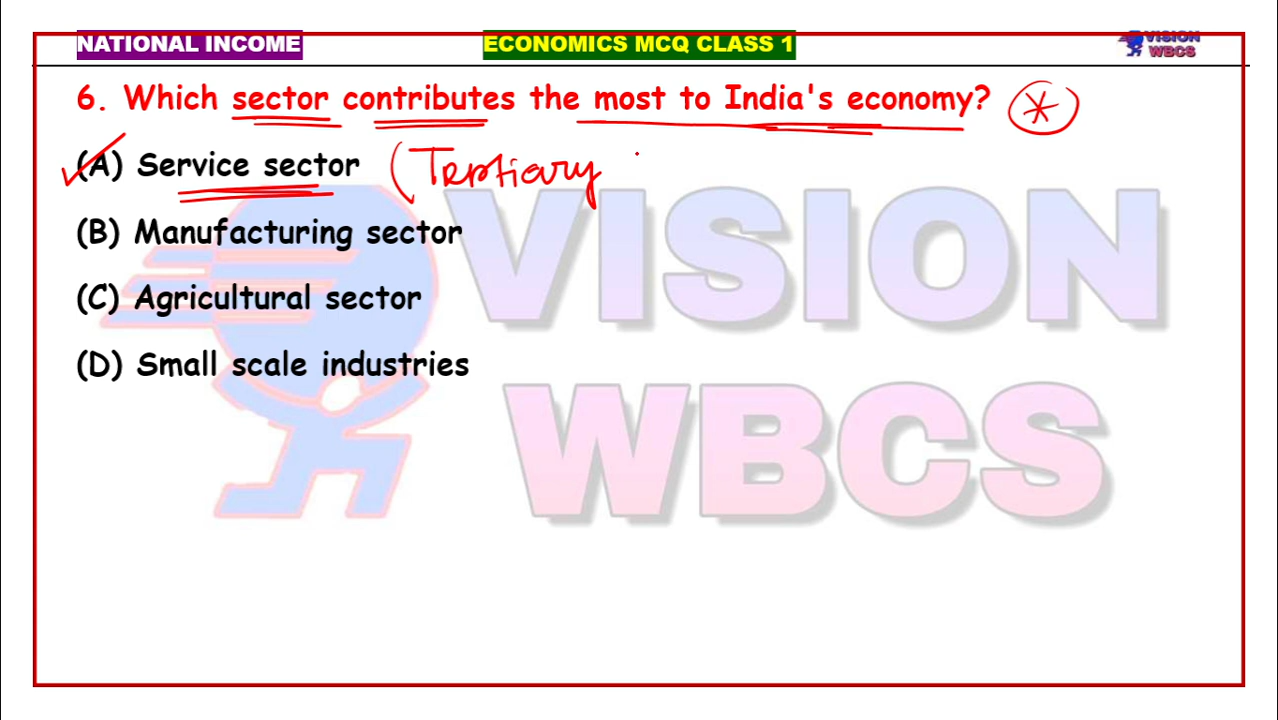 NATIONAL INCOME
ECONOMICS MCQ CLASS 1
VISION
WBCS
6. Which sector contributes the most to India's economy?
(A) Service sector (Tertiary
(B) Manufacturing sector
(C) Agricultural sector
(D) Small scale industries
VISION
WBCS